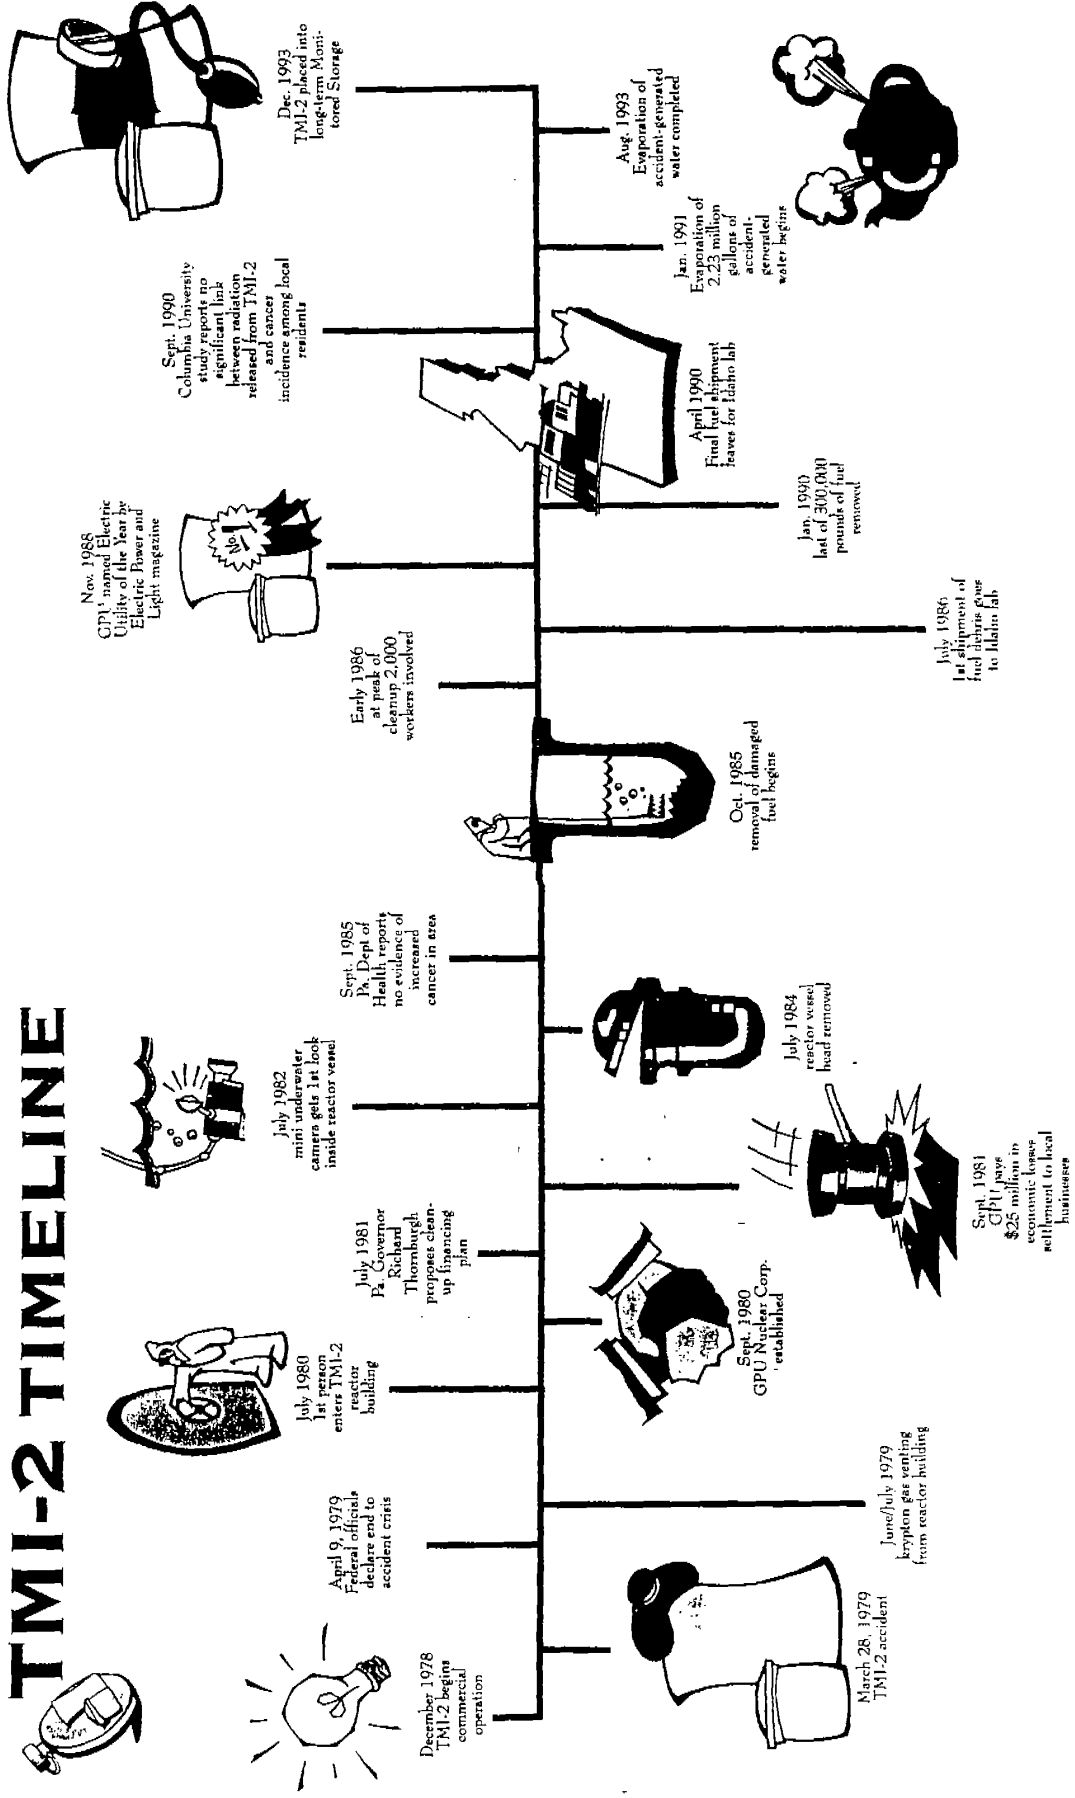 TMI-2 TIMELINE
December 1978
TMI-2 begins
commercial
operation
March 28, 1979
TMI-2 accident
April 9, 1979
Federal officials
declare end to
accident crisis
June/July 1979
krypton gas venting
from reactor building
July 1980
1st person
enters TMI-2
reactor
building
Sept. 1980
GPU Nuclear Corp.
established
July 1981
Pa. Governor
Richard
Thornburgh
proposes clean-
up financing
plan
Sept. 1981
GPU pays
$25 million in
economic losses
settlement to local
businesses
July 1982
mini underwater
camera gets 1st look
inside reactor vessel
July 1984
reactor vessel
head removed
Sept. 1985
Pa. Dept of
Health reports
no evidence of
increased
cancer in area
Oct. 1985
removal of damaged
fuel begins
Early 1986
at peak of
cleanup 2,000
workers involved
July 1986
1st shipment of
fuel debris goes
to Idaho lab
Nov. 1988
GPU named Electric
Utility of the Year by
Electric Power and
Light magazine
No. 1
Jan. 1990
last of 300,000
pounds of fuel
removed
April 1990
Final fuel shipment
leaves for Idaho lab
Sept. 1990
Columbia University
study reports no
significant link
between radiation
released from TMI-2
and cancer
incidence among local
residents
Jan. 1991
Evaporation of
2.23 million
gallons of
accident-
generated
water begins
Aug. 1993
Evaporation of
accident-generated
water completed
Dec. 1993
TMI-2 placed into
long-term Moni-
tored Storage